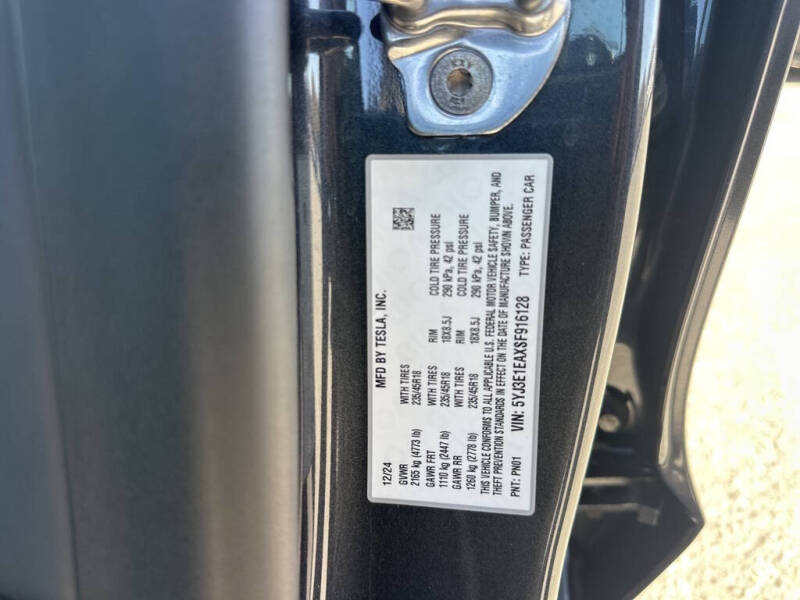 MFD BY TESLA, INC.
12/24
GVWR WITH TIRES RIM COLD TIRE PRESSURE
2165 kg (4773 lb) 235/45R18 18X8.5J 290 kPa, 42 psi
GAWR FRT WITH TIRES RIM COLD TIRE PRESSURE
1110 kg (2447 lb) 235/45R18 18X8.5J 290 kPa, 42 psi
GAWR RR WITH TIRES
1260 kg (2778 lb) 235/45R18
THIS VEHICLE CONFORMS TO ALL APPLICABLE U.S. FEDERAL MOTOR VEHICLE SAFETY, BUMPER, AND
THEFT PREVENTION STANDARDS IN EFFECT ON THE DATE OF MANUFACTURE SHOWN ABOVE.
VIN: 5YJ3E1EAXSF916128
PNT: PN01 TYPE: PASSENGER CAR